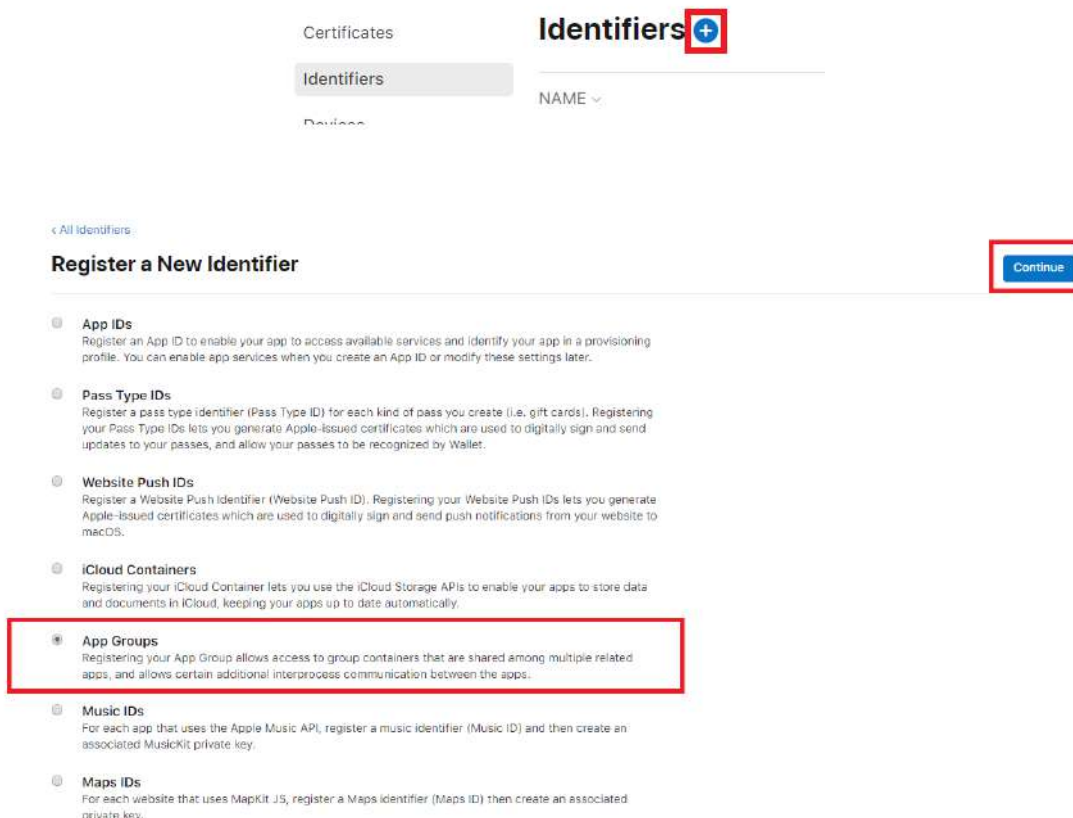 Certificates
Identifiers
Identifiers
NAME
Devices
< All Identifiers
Register a New Identifier
Continue
App IDs
Register an App ID to enable your app to access available services and identify your app in a provisioning
profile. You can enable app services when you create an App ID or modify these settings later.
Pass Type IDs
Register a pass type identifier (Pass Type ID) for each kind of pass you create (i.e. gift cards). Registering
your Pass Type IDs lets you generate Apple-issued certificates which are used to digitally sign and send
updates to your passes, and allow your passes to be recognized by Wallet.
Website Push IDs
Register a Website Push Identifier (Website Push ID). Registering your Website Push IDs lets you generate
Apple-issued certificates which are used to digitally sign and send push notifications from your website to
macOS.
iCloud Containers
Registering your iCloud Container lets you use the iCloud Storage APIs to enable your apps to store data
and documents in iCloud, keeping your apps up to date automatically.
App Groups
Registering your App Group allows access to group containers that are shared among multiple related
apps, and allows certain additional interprocess communication between the apps.
Music IDs
For each app that uses the Apple Music API, register a music identifier (Music ID) and then create an
associated MusicKit private key.
Maps IDs
For each website that uses MapKit JS, register a Maps identifier (Maps ID) then create an associated
private key.